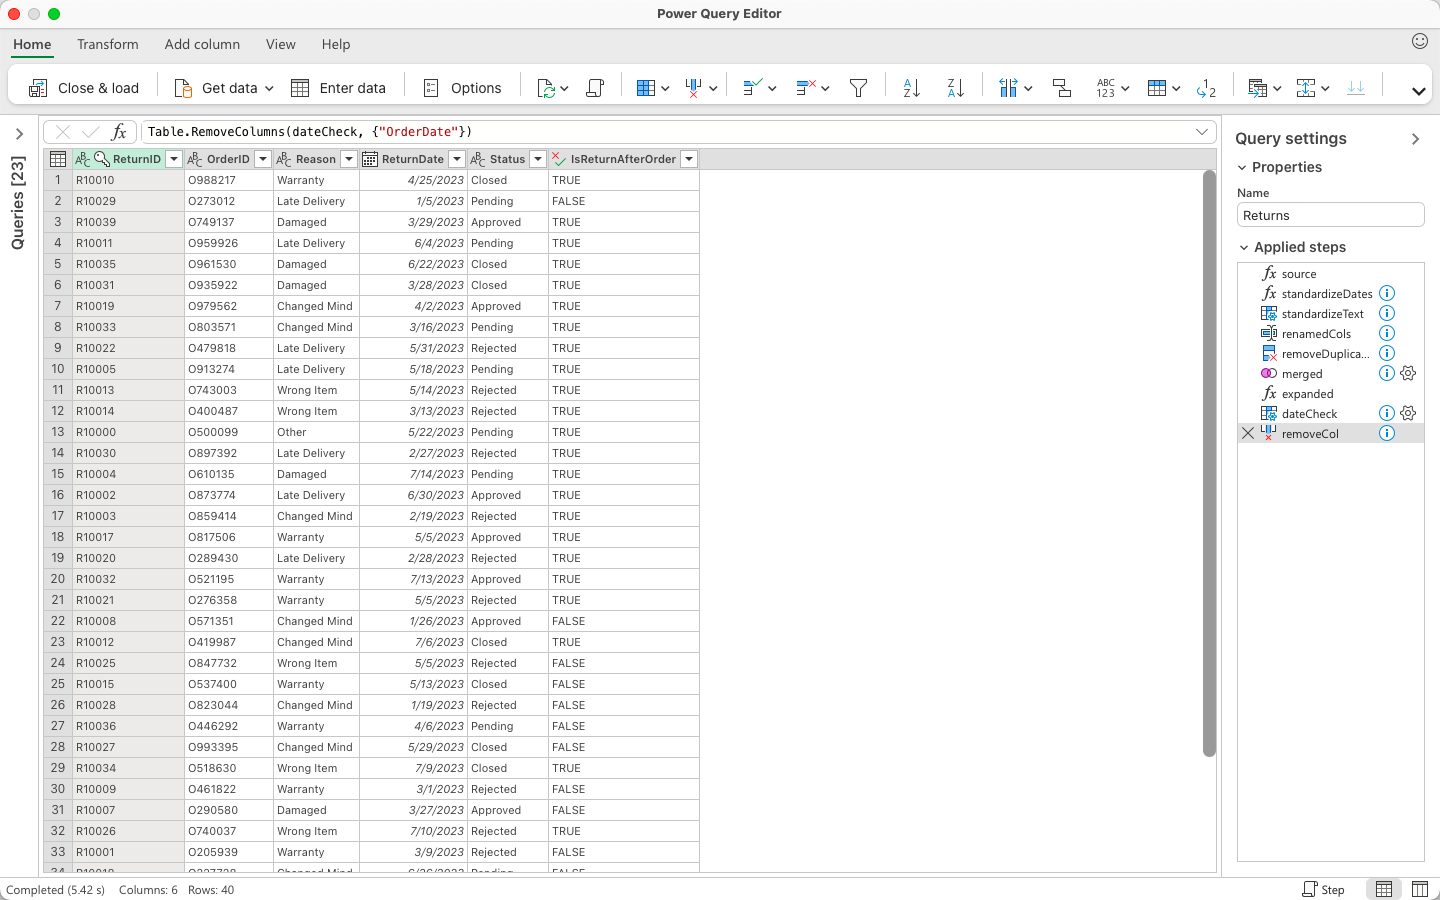 Power Query Editor
Home Transform Add column View Help
Close & load Get data Enter data Options
A Z Z A ABC 123 1 2
Table.RemoveColumns(dateCheck, {"OrderDate"})
Queries [23]
ReturnID OrderID Reason ReturnDate Status IsReturnAfterOrder
1 R10010 O988217 Warranty 4/25/2023 Closed TRUE
2 R10029 O273012 Late Delivery 1/5/2023 Pending FALSE
3 R10039 O749137 Damaged 3/29/2023 Approved TRUE
4 R10011 O959926 Late Delivery 6/4/2023 Pending TRUE
5 R10035 O961530 Damaged 6/22/2023 Closed TRUE
6 R10031 O935922 Damaged 3/28/2023 Closed TRUE
7 R10019 O979562 Changed Mind 4/2/2023 Approved TRUE
8 R10033 O803571 Changed Mind 3/16/2023 Pending TRUE
9 R10022 O479818 Late Delivery 5/31/2023 Rejected TRUE
10 R10005 O913274 Late Delivery 5/18/2023 Pending TRUE
11 R10013 O743003 Wrong Item 5/14/2023 Rejected TRUE
12 R10014 O400487 Wrong Item 3/13/2023 Rejected TRUE
13 R10000 O500099 Other 5/22/2023 Pending TRUE
14 R10030 O897392 Late Delivery 2/27/2023 Rejected TRUE
15 R10004 O610135 Damaged 7/14/2023 Pending TRUE
16 R10002 O873774 Late Delivery 6/30/2023 Approved TRUE
17 R10003 O859414 Changed Mind 2/19/2023 Rejected TRUE
18 R10017 O817506 Warranty 5/5/2023 Approved TRUE
19 R10020 O289430 Late Delivery 2/28/2023 Rejected TRUE
20 R10032 O521195 Warranty 7/13/2023 Approved TRUE
21 R10021 O276358 Warranty 5/5/2023 Rejected TRUE
22 R10008 O571351 Changed Mind 1/26/2023 Approved FALSE
23 R10012 O419987 Changed Mind 7/6/2023 Closed TRUE
24 R10025 O847732 Wrong Item 5/5/2023 Rejected FALSE
25 R10015 O537400 Warranty 5/13/2023 Closed FALSE
26 R10028 O823044 Changed Mind 1/19/2023 Rejected FALSE
27 R10036 O446292 Warranty 4/6/2023 Pending FALSE
28 R10027 O993395 Changed Mind 5/29/2023 Closed FALSE
29 R10034 O518630 Wrong Item 7/9/2023 Closed TRUE
30 R10009 O461822 Warranty 3/1/2023 Rejected FALSE
31 R10007 O290580 Damaged 3/27/2023 Approved FALSE
32 R10026 O740037 Wrong Item 7/10/2023 Rejected TRUE
33 R10001 O205939 Warranty 3/9/2023 Rejected FALSE
Query settings
Properties
Name
Returns
Applied steps
source
standardizeDates
standardizeText
renamedCols
removeDuplica...
merged
expanded
dateCheck
removeCol
Completed (5.42 s) Columns: 6 Rows: 40
Step